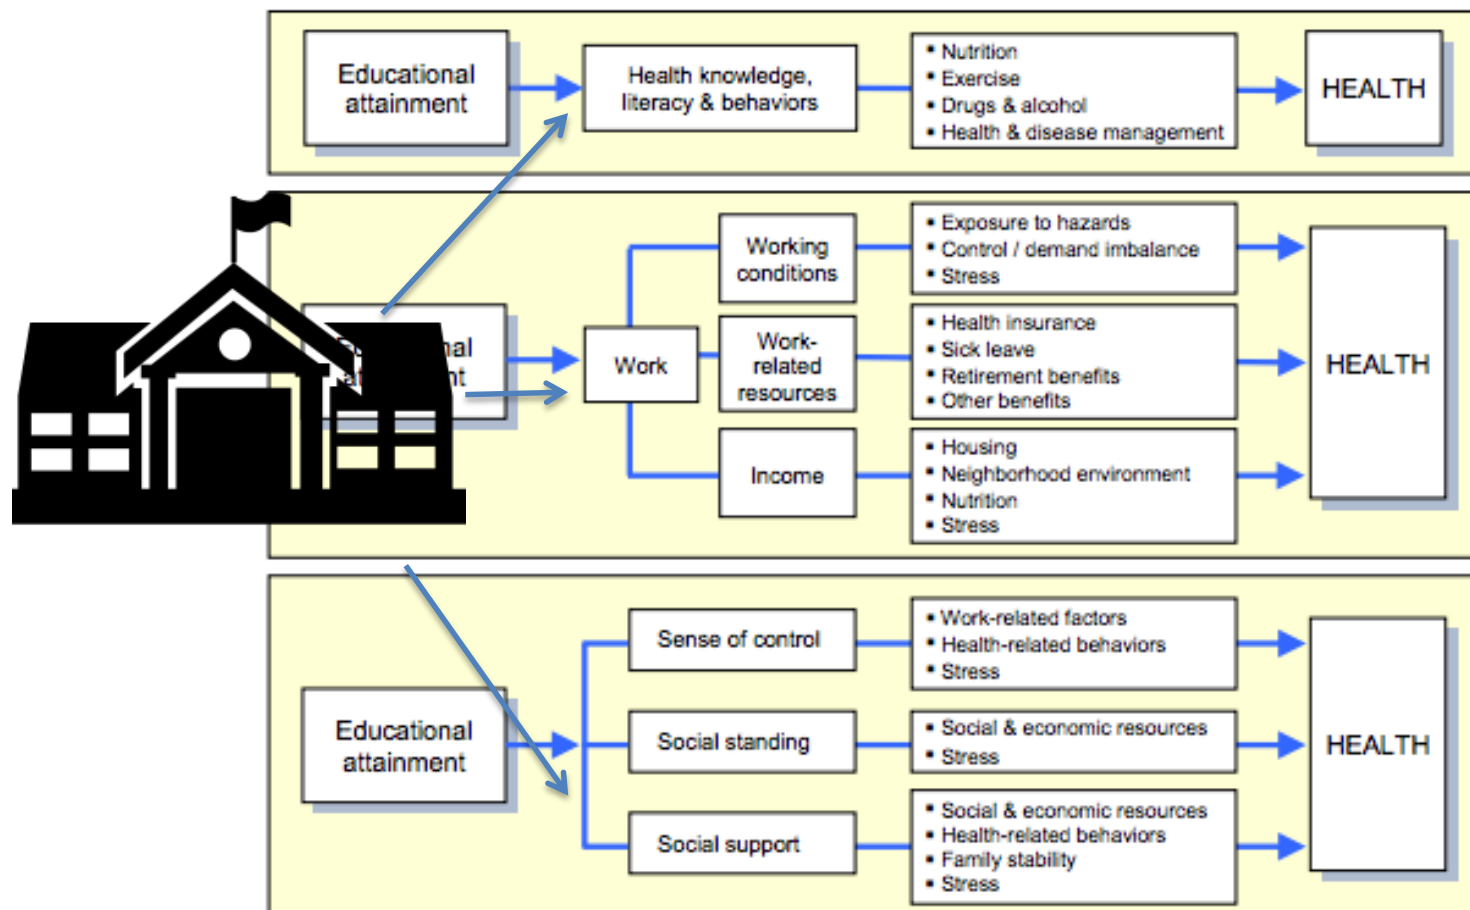 Educational
attainment
Health knowledge,
literacy & behaviors
▪ Nutrition
▪ Exercise
▪ Drugs & alcohol
▪ Health & disease management
HEALTH
nal
nt
Work
Working
conditions
▪ Exposure to hazards
▪ Control / demand imbalance
▪ Stress
Work-
related
resources
▪ Health insurance
▪ Sick leave
▪ Retirement benefits
▪ Other benefits
Income
▪ Housing
▪ Neighborhood environment
▪ Nutrition
▪ Stress
HEALTH
Educational
attainment
Sense of control
▪ Work-related factors
▪ Health-related behaviors
▪ Stress
Social standing
▪ Social & economic resources
▪ Stress
Social support
▪ Social & economic resources
▪ Health-related behaviors
▪ Family stability
▪ Stress
HEALTH